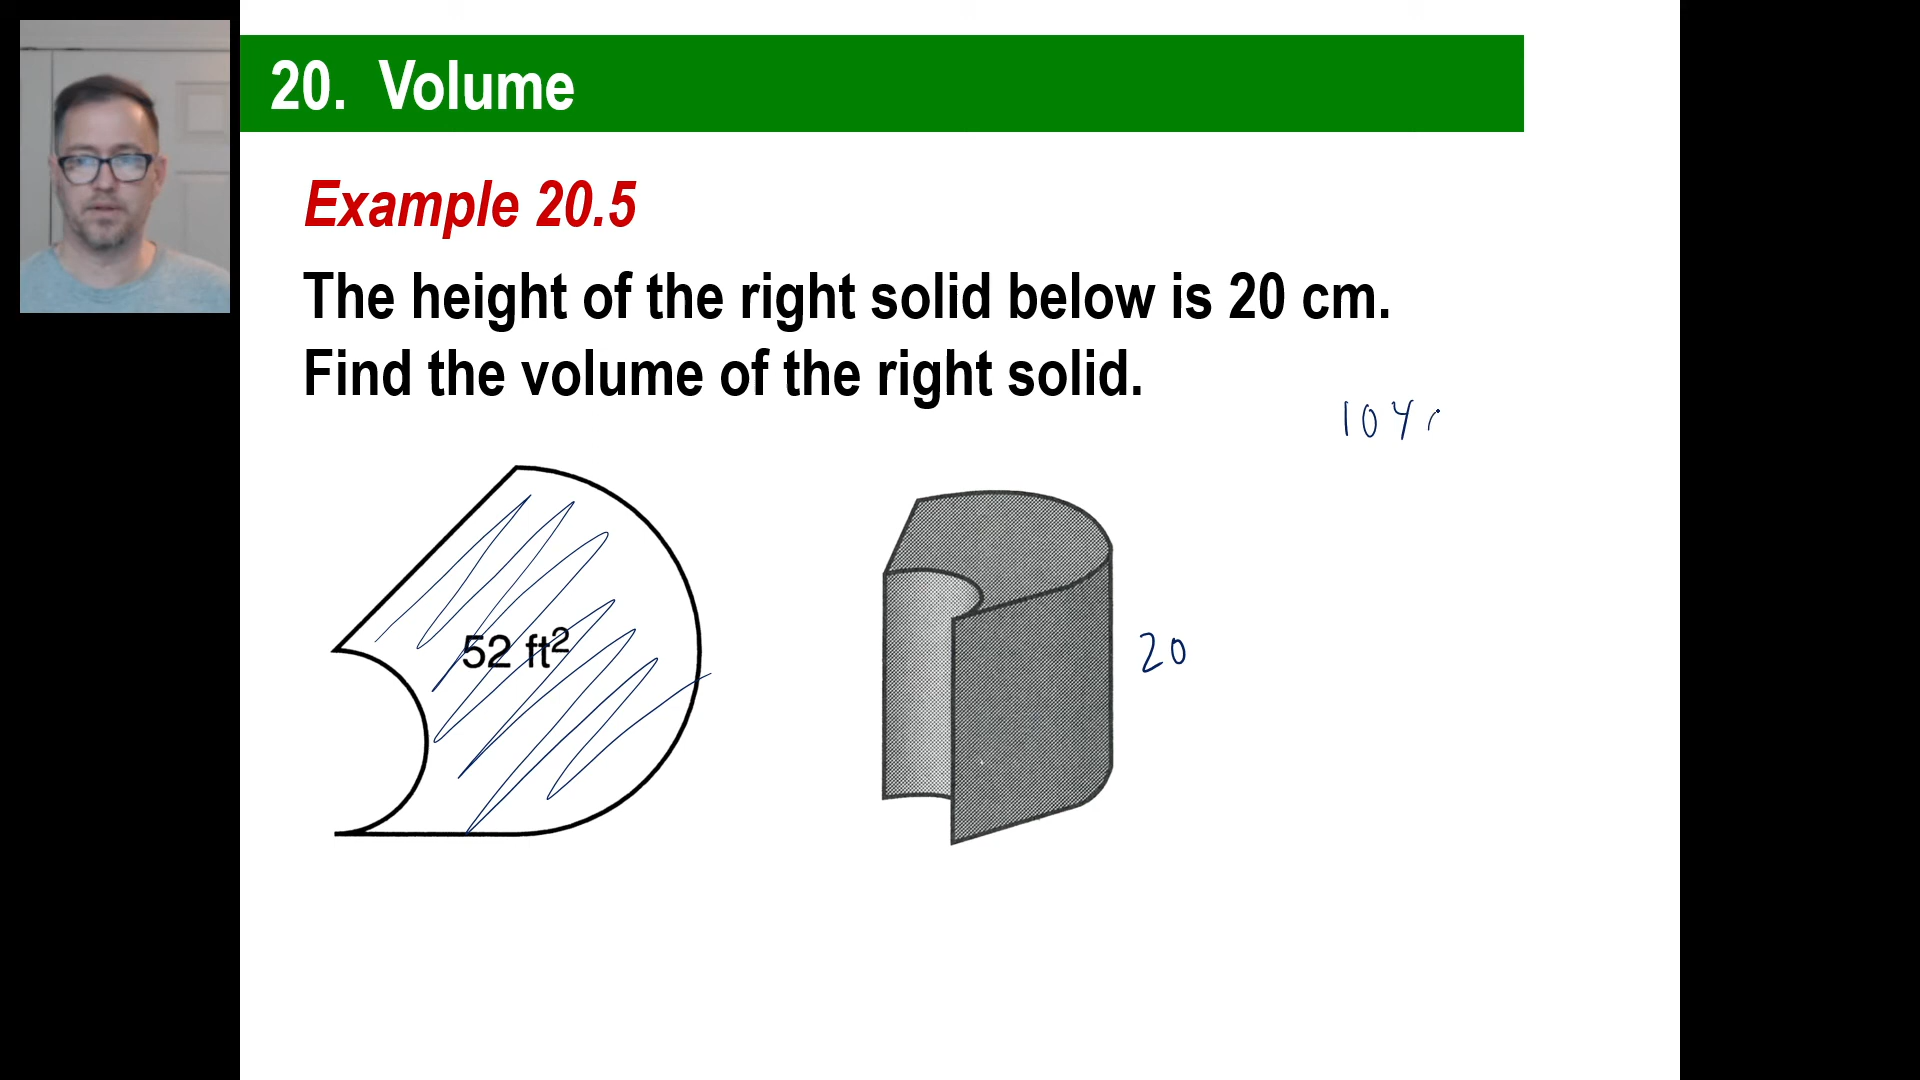 20. Volume
Example 20.5
The height of the right solid below is 20 cm.
Find the volume of the right solid.
104
52 ft²
20